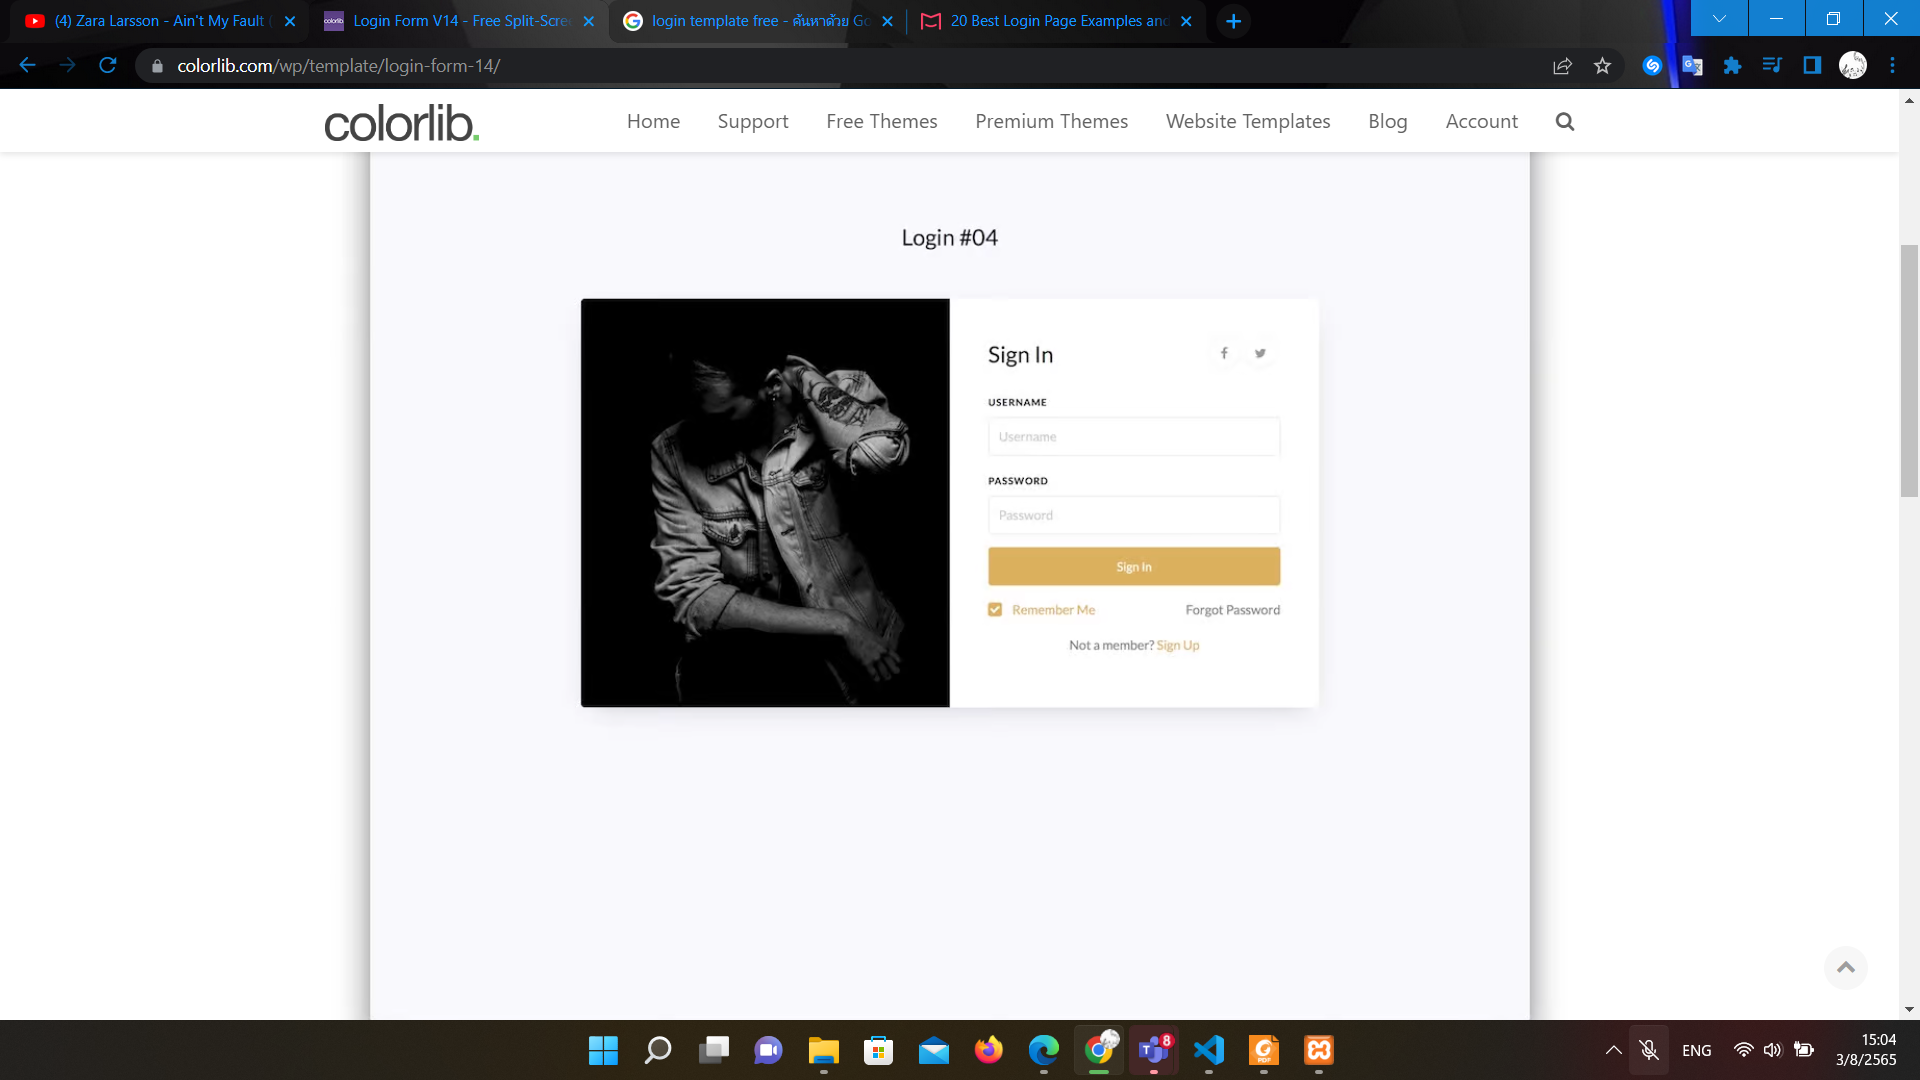 (4) Zara Larsson - Ain't My Fault (
Login Form V14 - Free Split-Scre
login template free - ค้นหาด้วย Go
20 Best Login Page Examples and
colorlib.com/wp/template/login-form-14/
colorlib.
Home
Support
Free Themes
Premium Themes
Website Templates
Blog
Account
Login #04
Sign In
USERNAME
Username
PASSWORD
Password
Sign In
Remember Me
Forgot Password
Not a member? Sign Up
8
ENG
15:04
3/8/2565